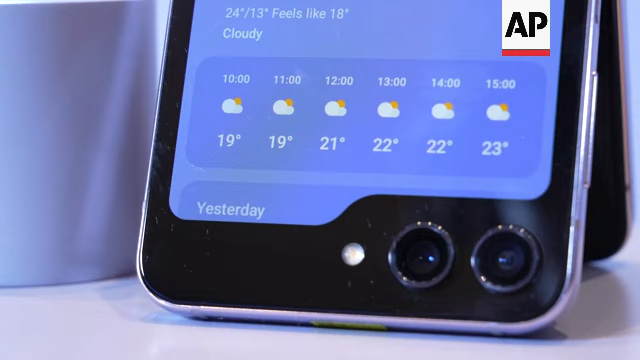 24°/13° Feels like 18°
AP
Cloudy
10:00 11:00 12:00 13:00 14:00 15:00
19° 19° 21° 22° 22° 23°
Yesterday